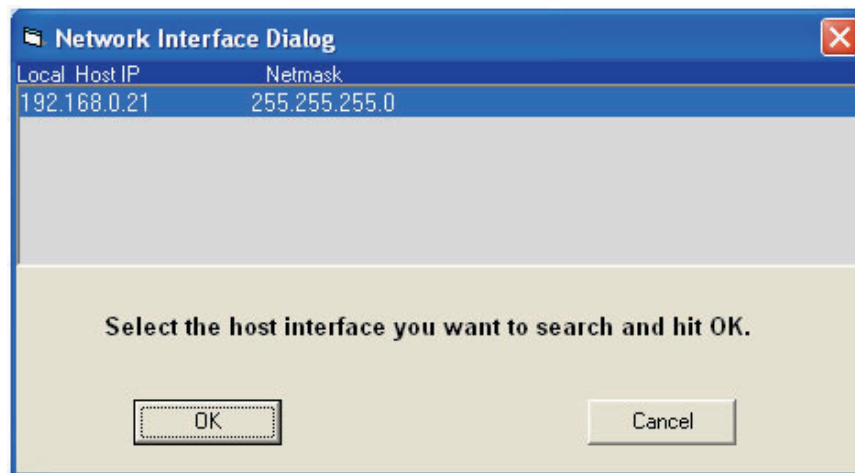 Network Interface Dialog
Local Host IP Netmask
192.168.0.21 255.255.255.0
Select the host interface you want to search and hit OK.
OK Cancel